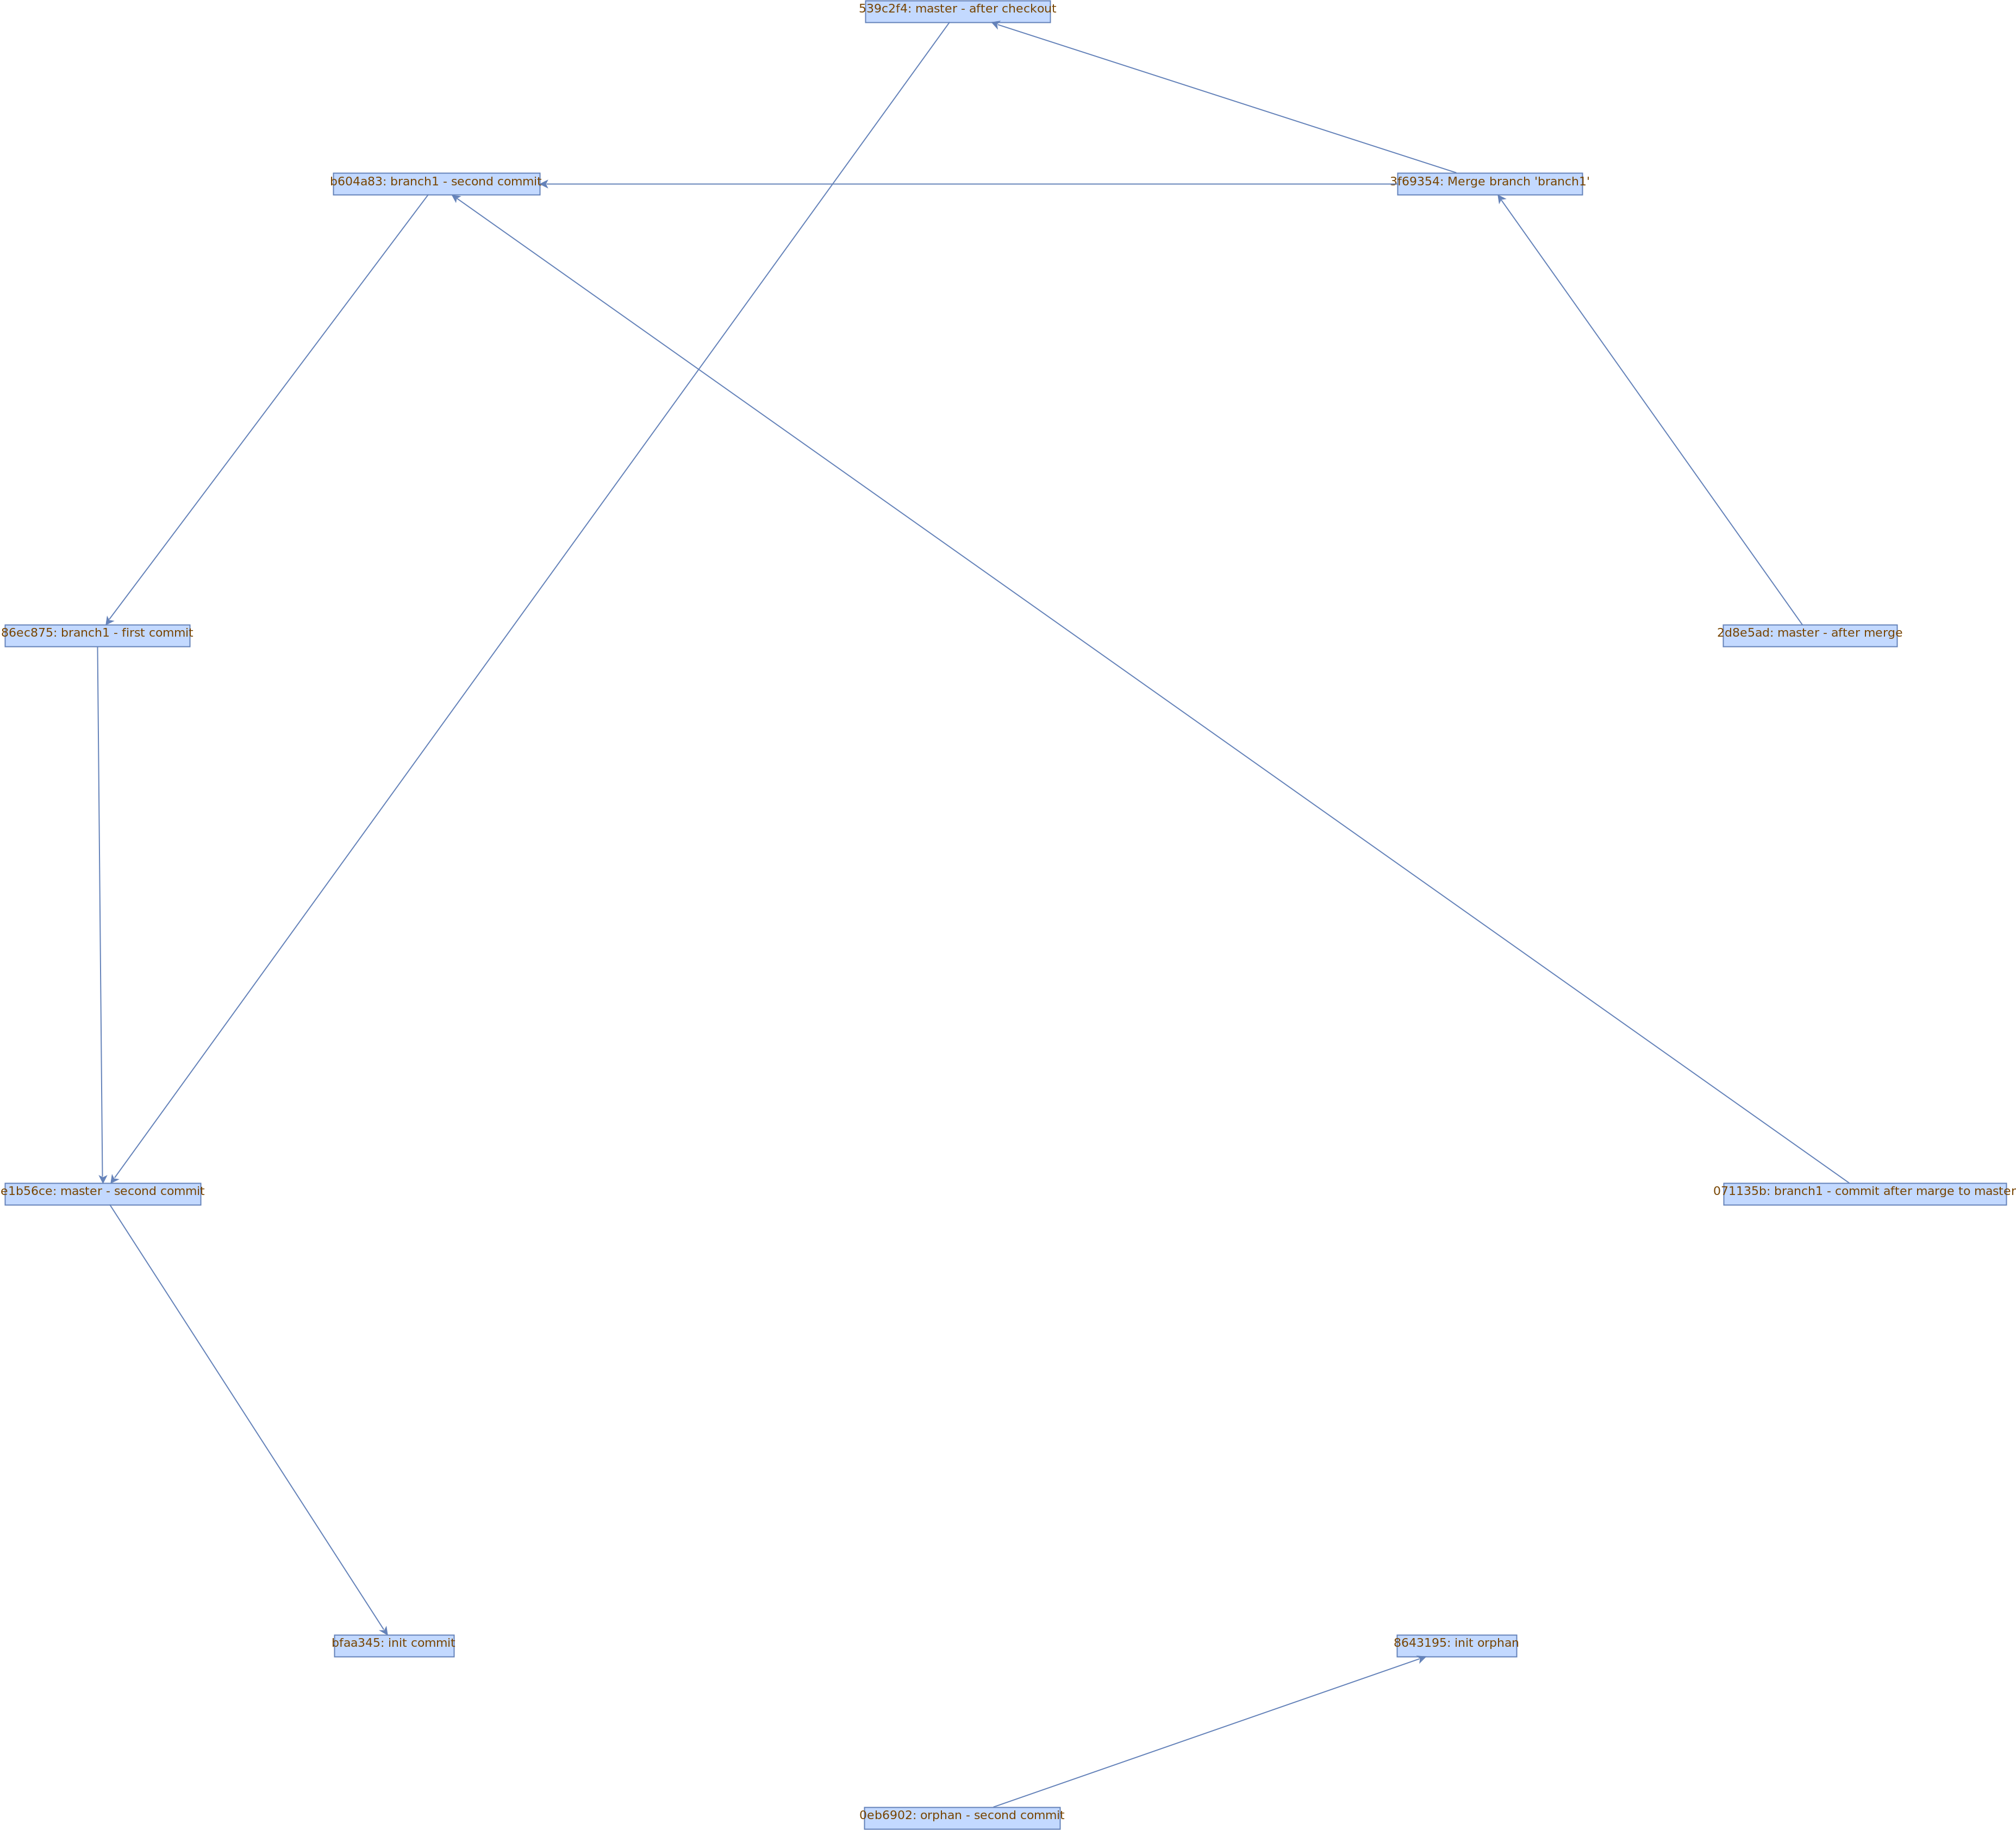 539c2f4: master - after checkout
b604a83: branch1 - second commit
3f69354: Merge branch 'branch1'
86ec875: branch1 - first commit
2d8e5ad: master - after merge
e1b56ce: master - second commit
071135b: branch1 - commit after marge to master
bfaa345: init commit
8643195: init orphan
0eb6902: orphan - second commit